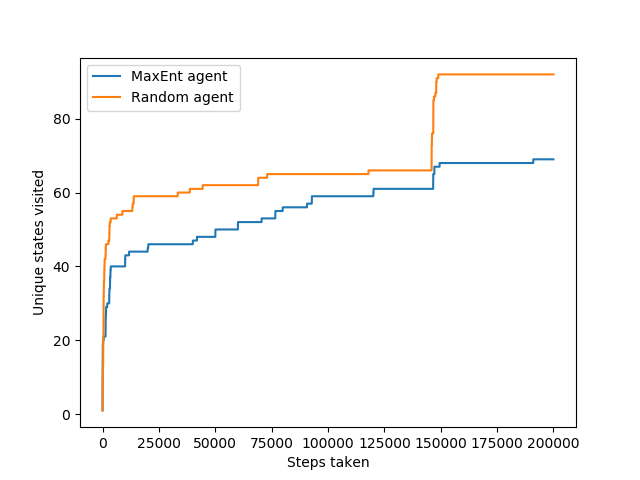 MaxEnt agent
Random agent
Unique states visited
80
60
40
20
0
0 25000 50000 75000 100000 125000 150000 175000 200000
Steps taken